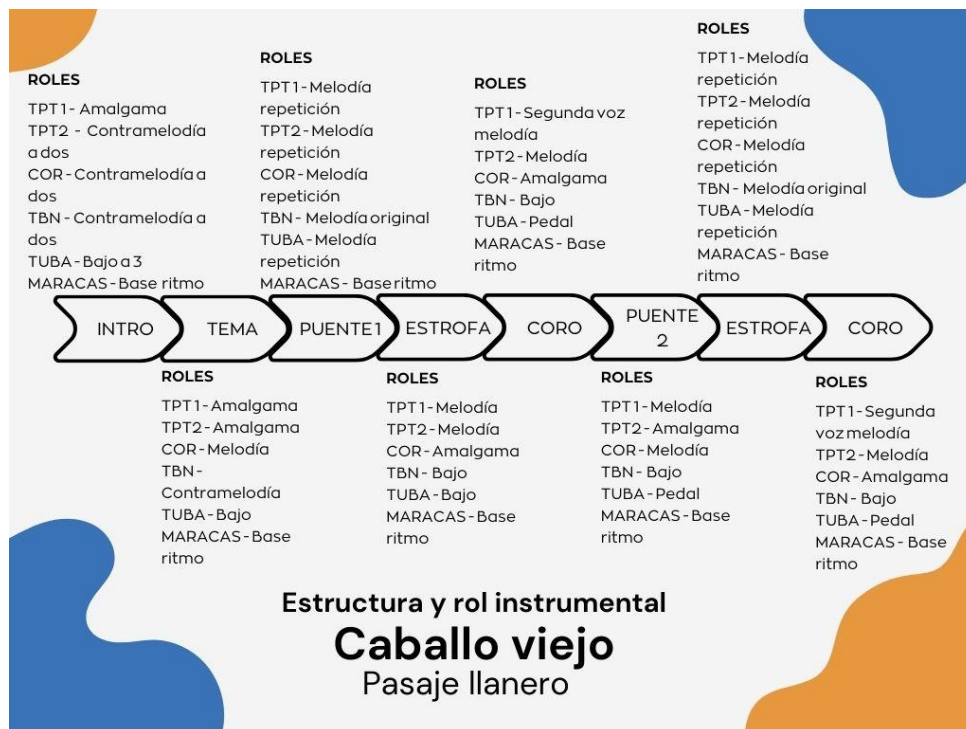 ROLES
TPT1- Amalgama
TPT2 - Contramelodía
a dos
COR - Contramelodía a
dos
TBN - Contramelodía a
dos
TUBA - Bajo a 3
MARACAS - Base ritmo
ROLES
TPT1 - Melodía
repetición
TPT2 - Melodía
repetición
COR - Melodía
repetición
TBN - Melodía original
TUBA - Melodía
repetición
MARACAS - Base ritmo
ROLES
TPT1 - Segunda voz
melodía
TPT2 - Melodía
COR - Amalgama
TBN - Bajo
TUBA - Pedal
MARACAS - Base
ritmo
ROLES
TPT1 - Melodía
repetición
TPT2 - Melodía
repetición
COR - Melodía
repetición
TBN - Melodía original
TUBA - Melodía
repetición
MARACAS - Base
ritmo
INTRO
TEMA
PUENTE1
ESTROFA
CORO
PUENTE
2
ESTROFA
CORO
ROLES
TPT1 - Amalgama
TPT2 - Amalgama
COR - Melodía
TBN -
Contramelodía
TUBA - Bajo
MARACAS - Base
ritmo
ROLES
TPT1 - Melodía
TPT2 - Melodía
COR - Amalgama
TBN - Bajo
TUBA - Bajo
MARACAS - Base
ritmo
ROLES
TPT1 - Melodía
TPT2 - Amalgama
COR - Melodía
TBN - Bajo
TUBA - Pedal
MARACAS - Base
ritmo
ROLES
TPT1 - Segunda
voz melodía
TPT2 - Melodía
COR - Amalgama
TBN - Bajo
TUBA - Pedal
MARACAS - Base
ritmo
Estructura y rol instrumental
Caballo viejo
Pasaje llanero